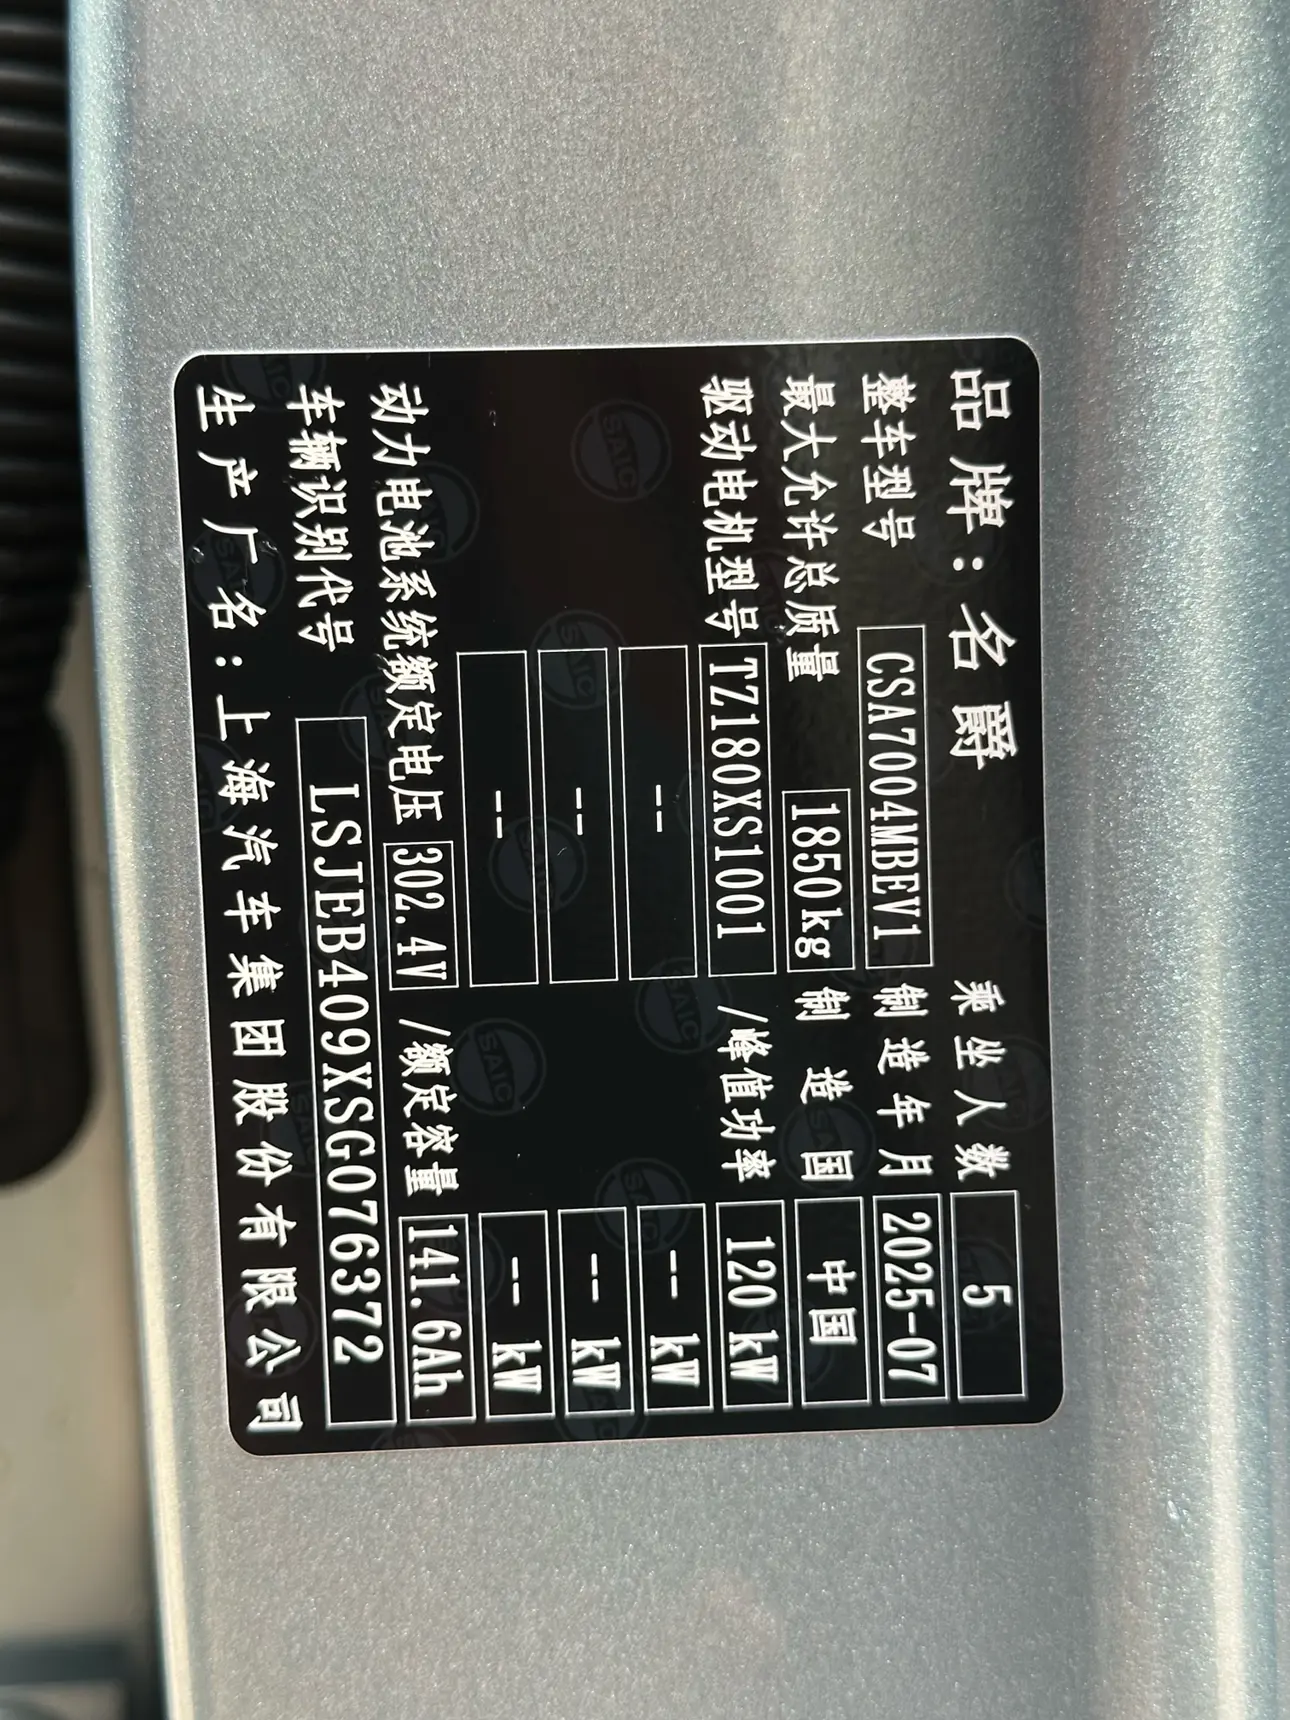 品牌：名爵 乘坐人数 5
整车型号 CSA7004MBEV1 制造年月 2025-07
最大允许总质量 1850kg 制造国 中国
驱动电机型号 TZ180XS1001 /峰值功率 120 kW
-- -- kW
-- -- kW
-- -- kW
动力电池系统额定电压 302.4V /额定容量 141.6Ah
车辆识别代号 LSJEB409XSG076372
生产厂名：上海汽车集团股份有限公司
SAIC